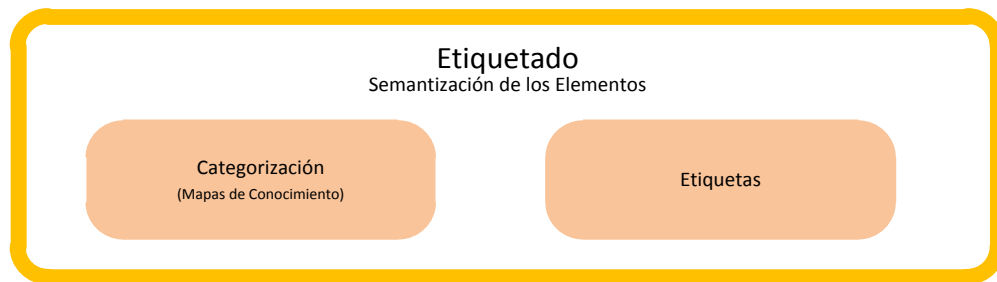 Etiquetado
Semantización de los Elementos
Categorización
(Mapas de Conocimiento)
Etiquetas